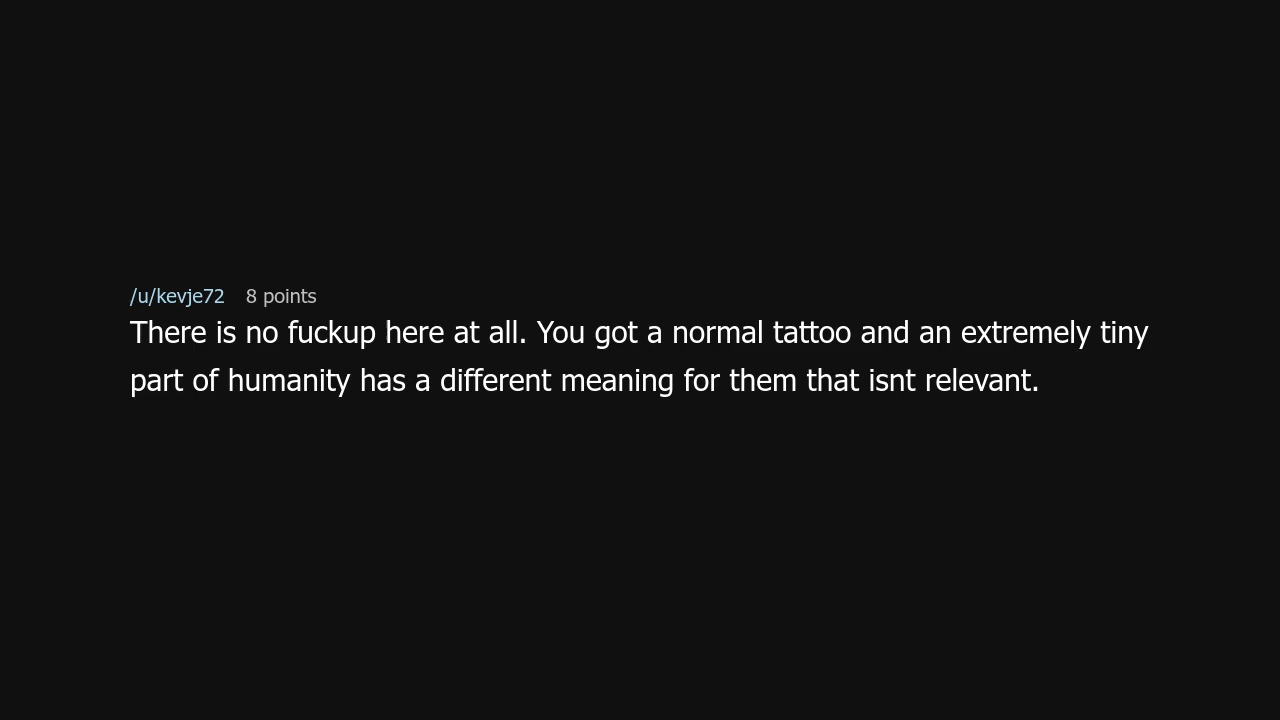 /u/kevje72 8 points
There is no fuckup here at all. You got a normal tattoo and an extremely tiny
part of humanity has a different meaning for them that isnt relevant.